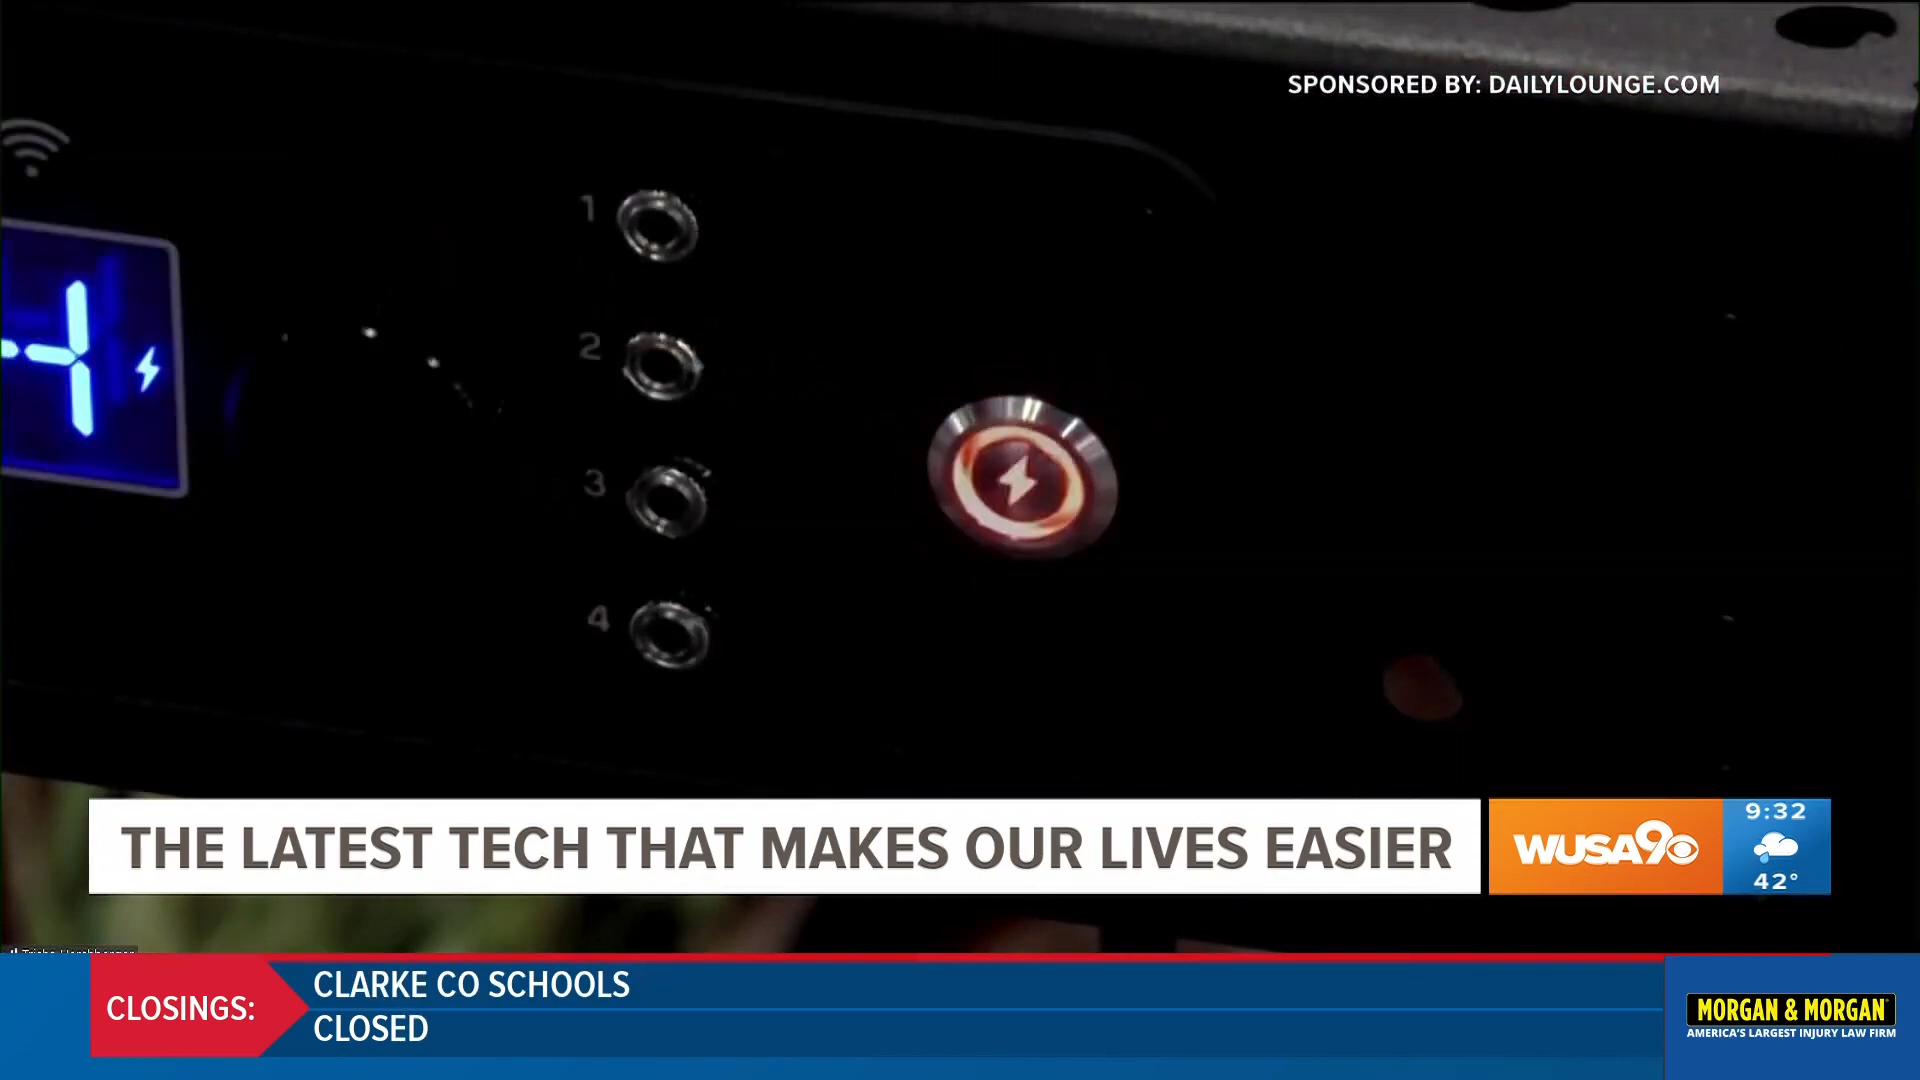 SPONSORED BY: DAILYLOUNGE.COM
1
2
3
4
THE LATEST TECH THAT MAKES OUR LIVES EASIER
WUSA9
9:32
42°
CLOSINGS:
CLARKE CO SCHOOLS
CLOSED
MORGAN & MORGAN
AMERICA'S LARGEST INJURY LAW FIRM